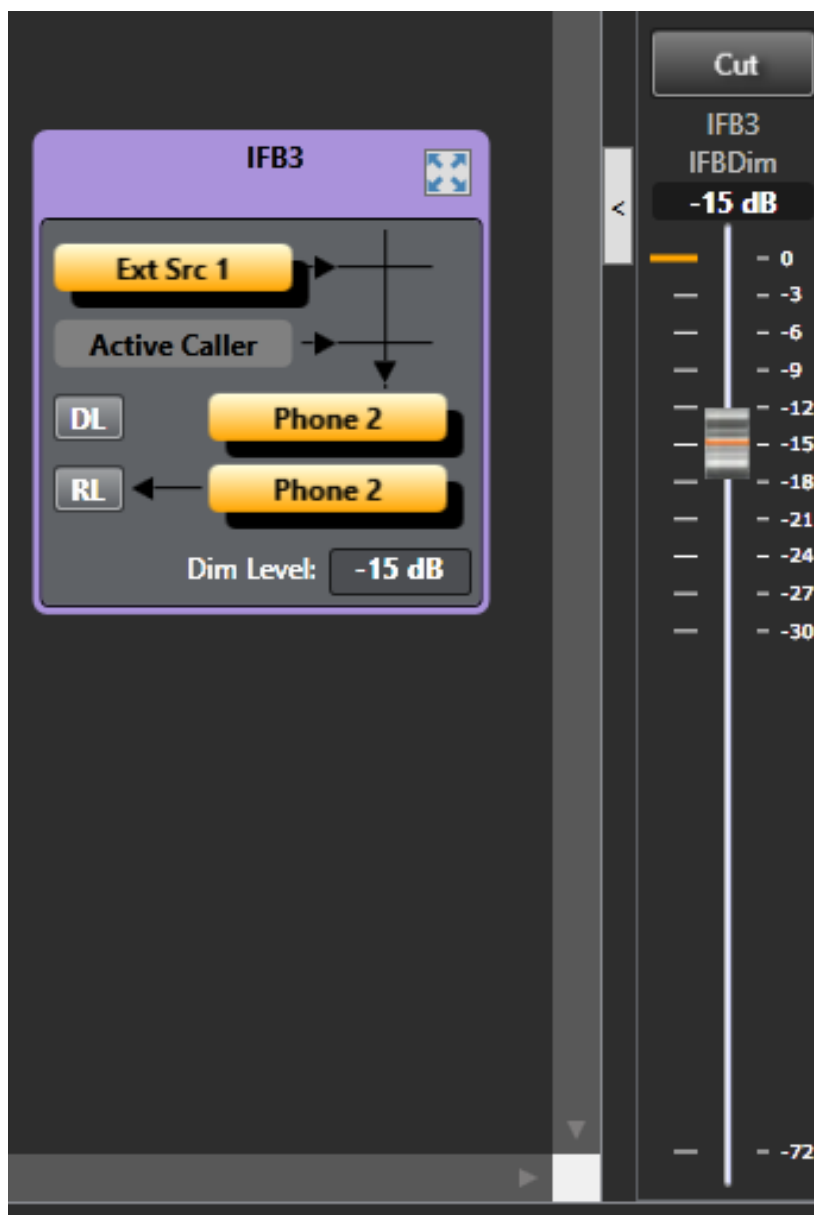 IFB3
Ext Src 1
Active Caller
DL
Phone 2
RL
Phone 2
Dim Level: -15 dB
<
Cut
IFB3
IFBDim
-15 dB
0
-3
-6
-9
-12
-15
-18
-21
-24
-27
-30
-72